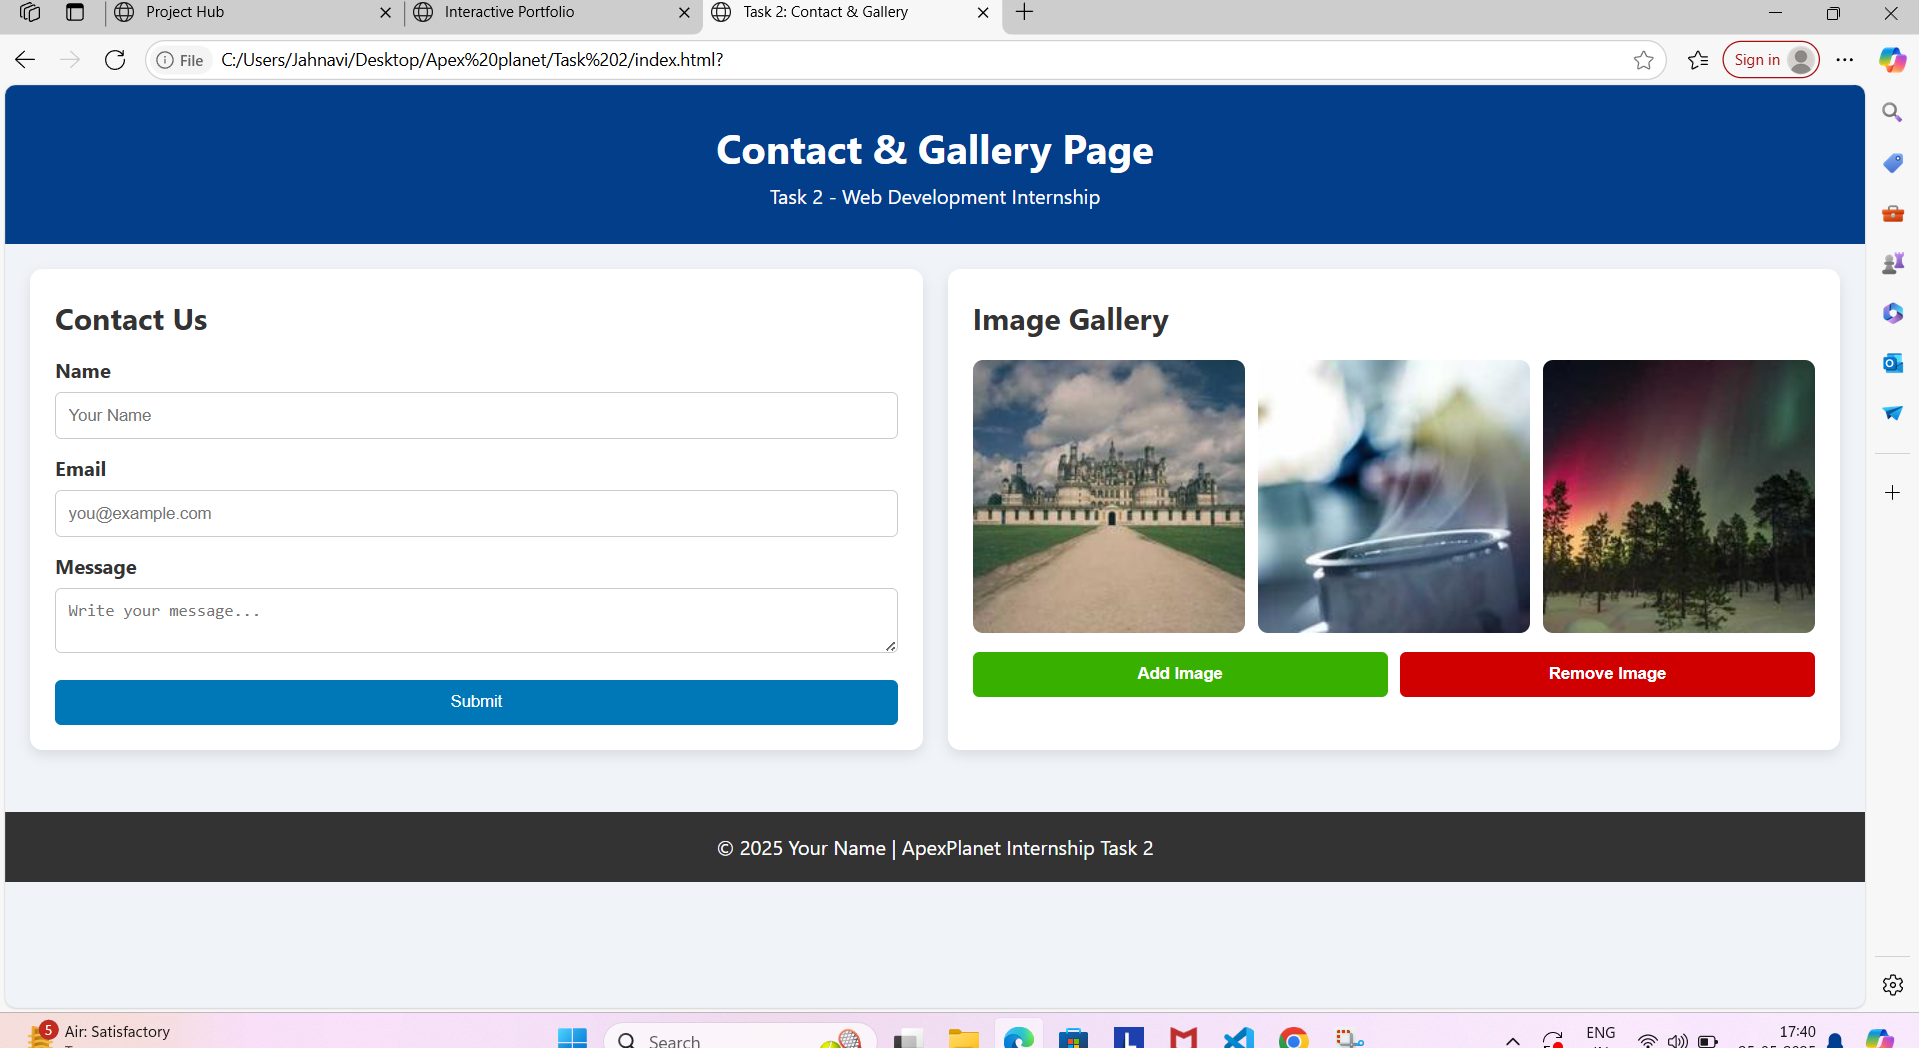 Project Hub
Interactive Portfolio
Task 2: Contact & Gallery
File
C:/Users/Jahnavi/Desktop/Apex%20planet/Task%202/index.html?
Sign in
Contact & Gallery Page
Task 2 - Web Development Internship
Contact Us
Name
Your Name
Email
you@example.com
Message
Write your message...
Submit
Image Gallery
Add Image
Remove Image
© 2025 Your Name | ApexPlanet Internship Task 2
5
Air: Satisfactory
Search
ENG
17:40